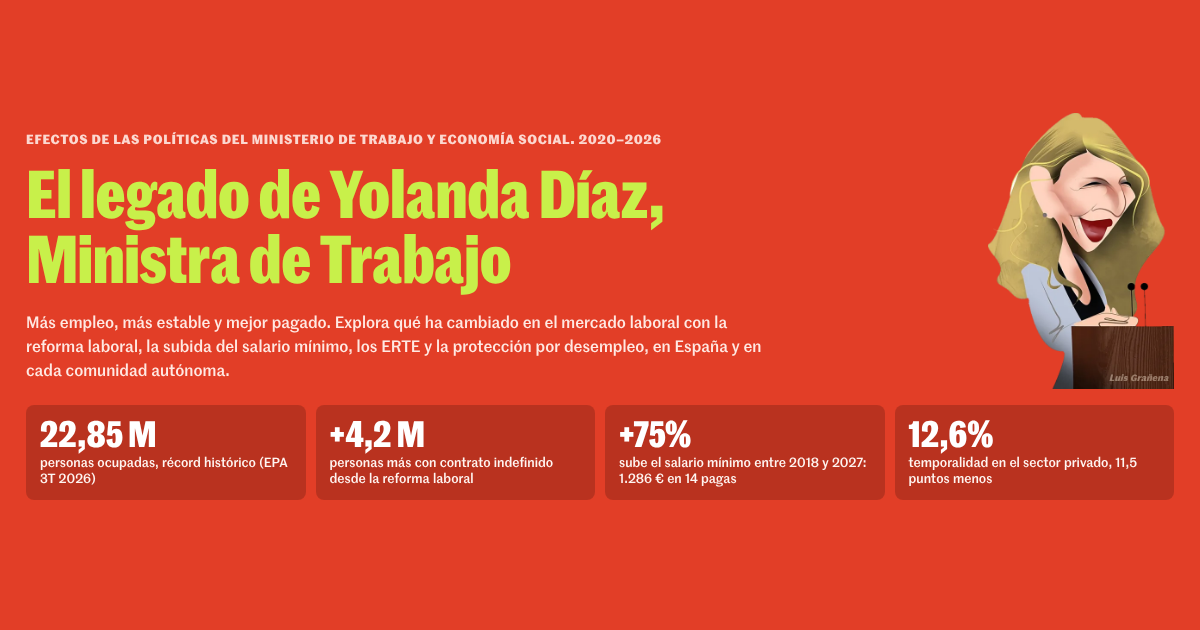 EFECTOS DE LAS POLÍTICAS DEL MINISTERIO DE TRABAJO Y ECONOMÍA SOCIAL. 2020–2026
El legado de Yolanda Díaz,
Ministra de Trabajo
Más empleo, más estable y mejor pagado. Explora qué ha cambiado en el mercado laboral con la
reforma laboral, la subida del salario mínimo, los ERTE y la protección por desempleo, en España y en
cada comunidad autónoma.
Luis Grañena
22,85 M
personas ocupadas, récord histórico (EPA
3T 2026)
+4,2 M
personas más con contrato indefinido
desde la reforma laboral
+75%
sube el salario mínimo entre 2018 y 2027:
1.286 € en 14 pagas
12,6%
temporalidad en el sector privado, 11,5
puntos menos